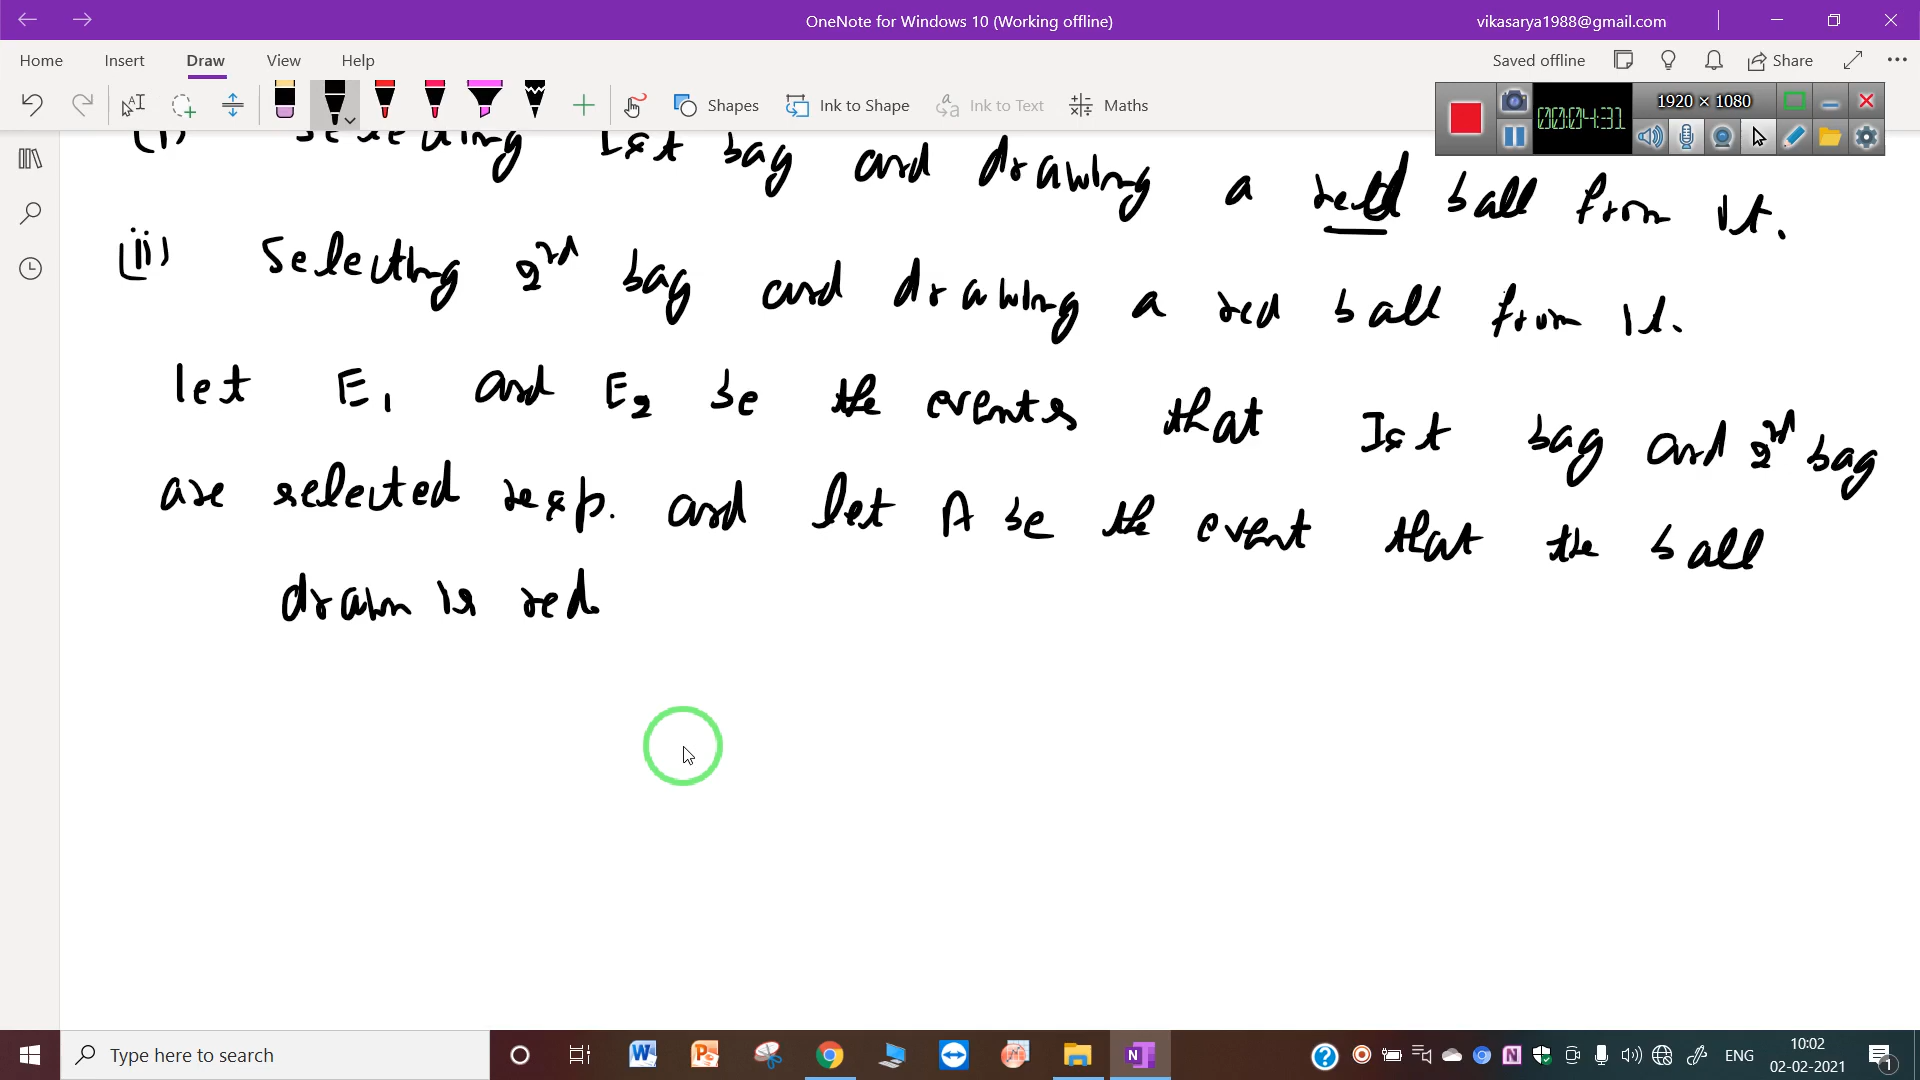 OneNote for Windows 10 (Working offline)
vikasarya1988@gmail.com
Home Insert Draw View Help
Saved offline
Share
Shapes
Ink to Shape
Ink to Text
Maths
1920 × 1080
00:04:31
(i) Selecting Ist bag and drawing a red ball from it.
(ii) Selecting 2nd bag and drawing a red ball from it.
let E1 and E2 be the events that Ist bag and 2nd bag
are selected resp. and let A be the event that the ball
drawn is red.
Type here to search
ENG
10:02
02-02-2021
1